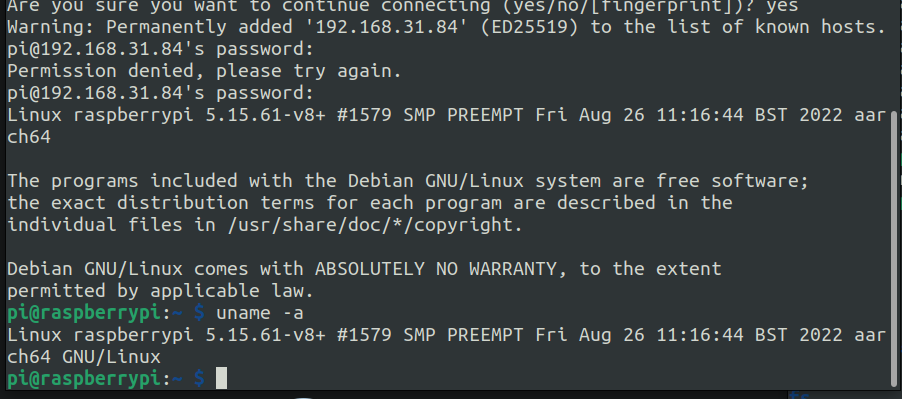 Are you sure you want to continue connecting (yes/no/[fingerprint])? yes
Warning: Permanently added '192.168.31.84' (ED25519) to the list of known hosts.
pi@192.168.31.84's password:
Permission denied, please try again.
pi@192.168.31.84's password:
Linux raspberrypi 5.15.61-v8+ #1579 SMP PREEMPT Fri Aug 26 11:16:44 BST 2022 aar
ch64

The programs included with the Debian GNU/Linux system are free software;
the exact distribution terms for each program are described in the
individual files in /usr/share/doc/*/copyright.

Debian GNU/Linux comes with ABSOLUTELY NO WARRANTY, to the extent
permitted by applicable law.
pi@raspberrypi:~ $ uname -a
Linux raspberrypi 5.15.61-v8+ #1579 SMP PREEMPT Fri Aug 26 11:16:44 BST 2022 aar
ch64 GNU/Linux
pi@raspberrypi:~ $